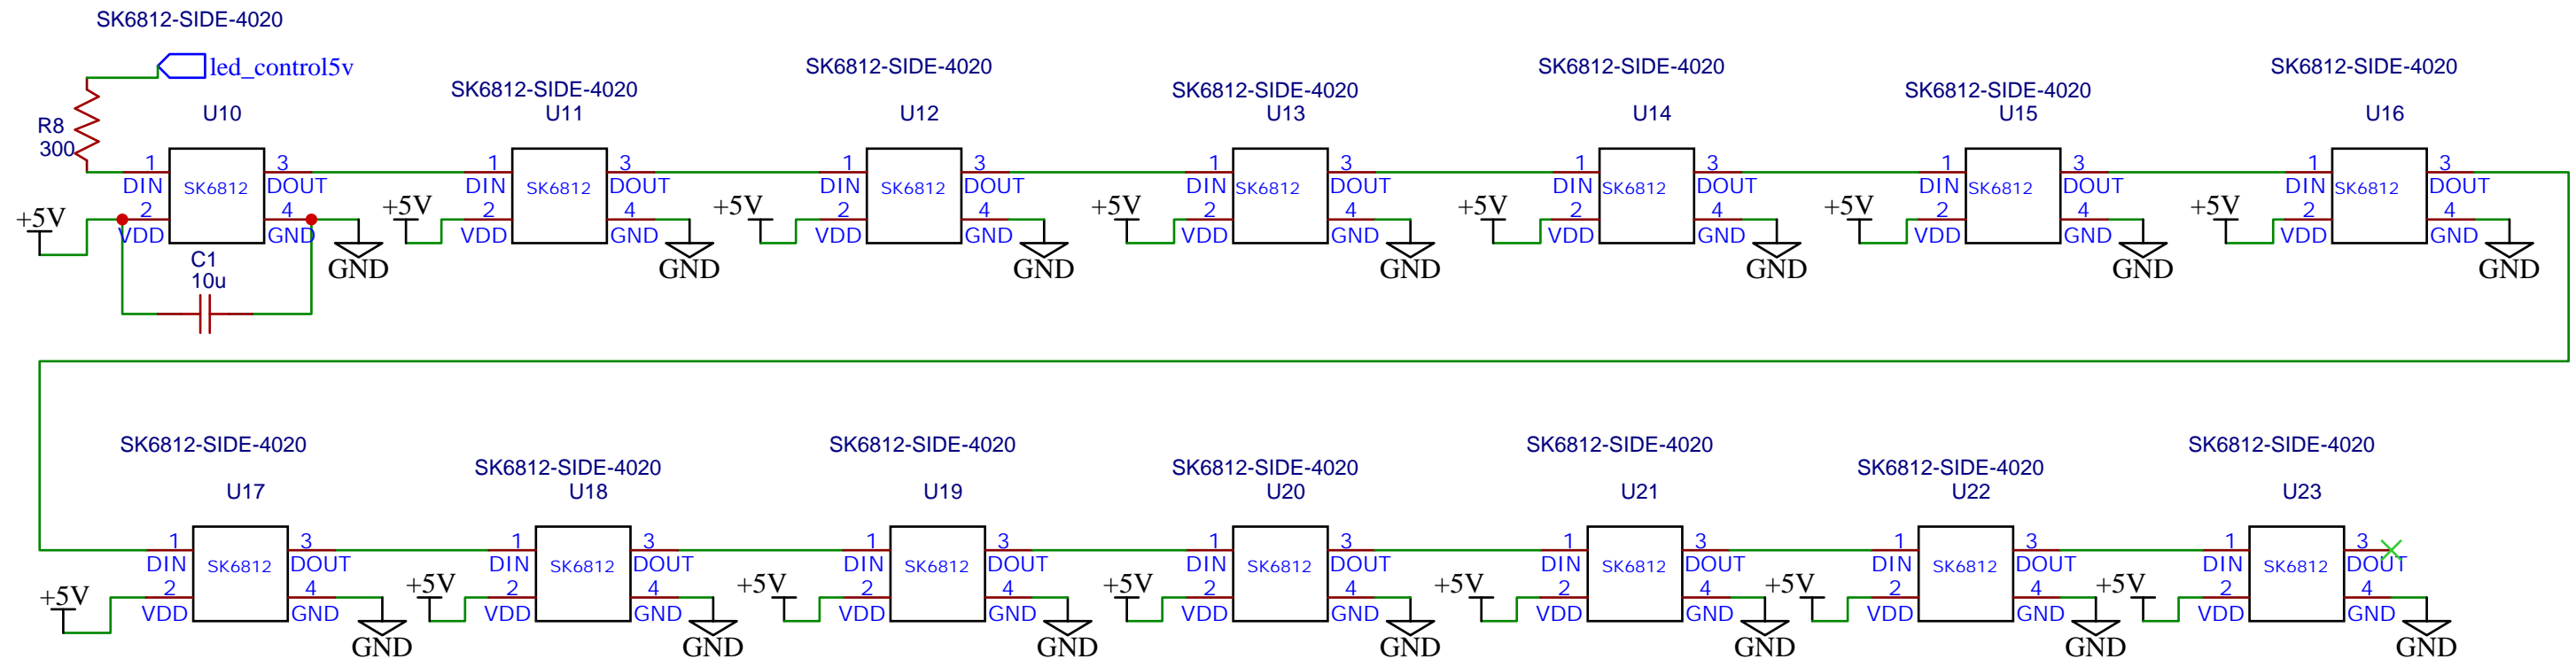 SK6812-SIDE-4020
led_control5v
R8
300
U10
1
DIN
2
VDD
SK6812
3
DOUT
4
GND
+5V
GND
C1
10u
SK6812-SIDE-4020
U11
1
DIN
2
VDD
SK6812
3
DOUT
4
GND
+5V
GND
SK6812-SIDE-4020
U12
1
DIN
2
VDD
SK6812
3
DOUT
4
GND
+5V
GND
SK6812-SIDE-4020
U13
1
DIN
2
VDD
SK6812
3
DOUT
4
GND
+5V
GND
SK6812-SIDE-4020
U14
1
DIN
2
VDD
SK6812
3
DOUT
4
GND
+5V
GND
SK6812-SIDE-4020
U15
1
DIN
2
VDD
SK6812
3
DOUT
4
GND
+5V
GND
SK6812-SIDE-4020
U16
1
DIN
2
VDD
SK6812
3
DOUT
4
GND
+5V
GND
SK6812-SIDE-4020
U17
1
DIN
2
VDD
SK6812
3
DOUT
4
GND
+5V
GND
SK6812-SIDE-4020
U18
1
DIN
2
VDD
SK6812
3
DOUT
4
GND
+5V
GND
SK6812-SIDE-4020
U19
1
DIN
2
VDD
SK6812
3
DOUT
4
GND
+5V
GND
SK6812-SIDE-4020
U20
1
DIN
2
VDD
SK6812
3
DOUT
4
GND
+5V
GND
SK6812-SIDE-4020
U21
1
DIN
2
VDD
SK6812
3
DOUT
4
GND
+5V
GND
SK6812-SIDE-4020
U22
1
DIN
2
VDD
SK6812
3
DOUT
4
GND
+5V
GND
SK6812-SIDE-4020
U23
1
DIN
2
VDD
SK6812
3
DOUT
4
GND
+5V
GND